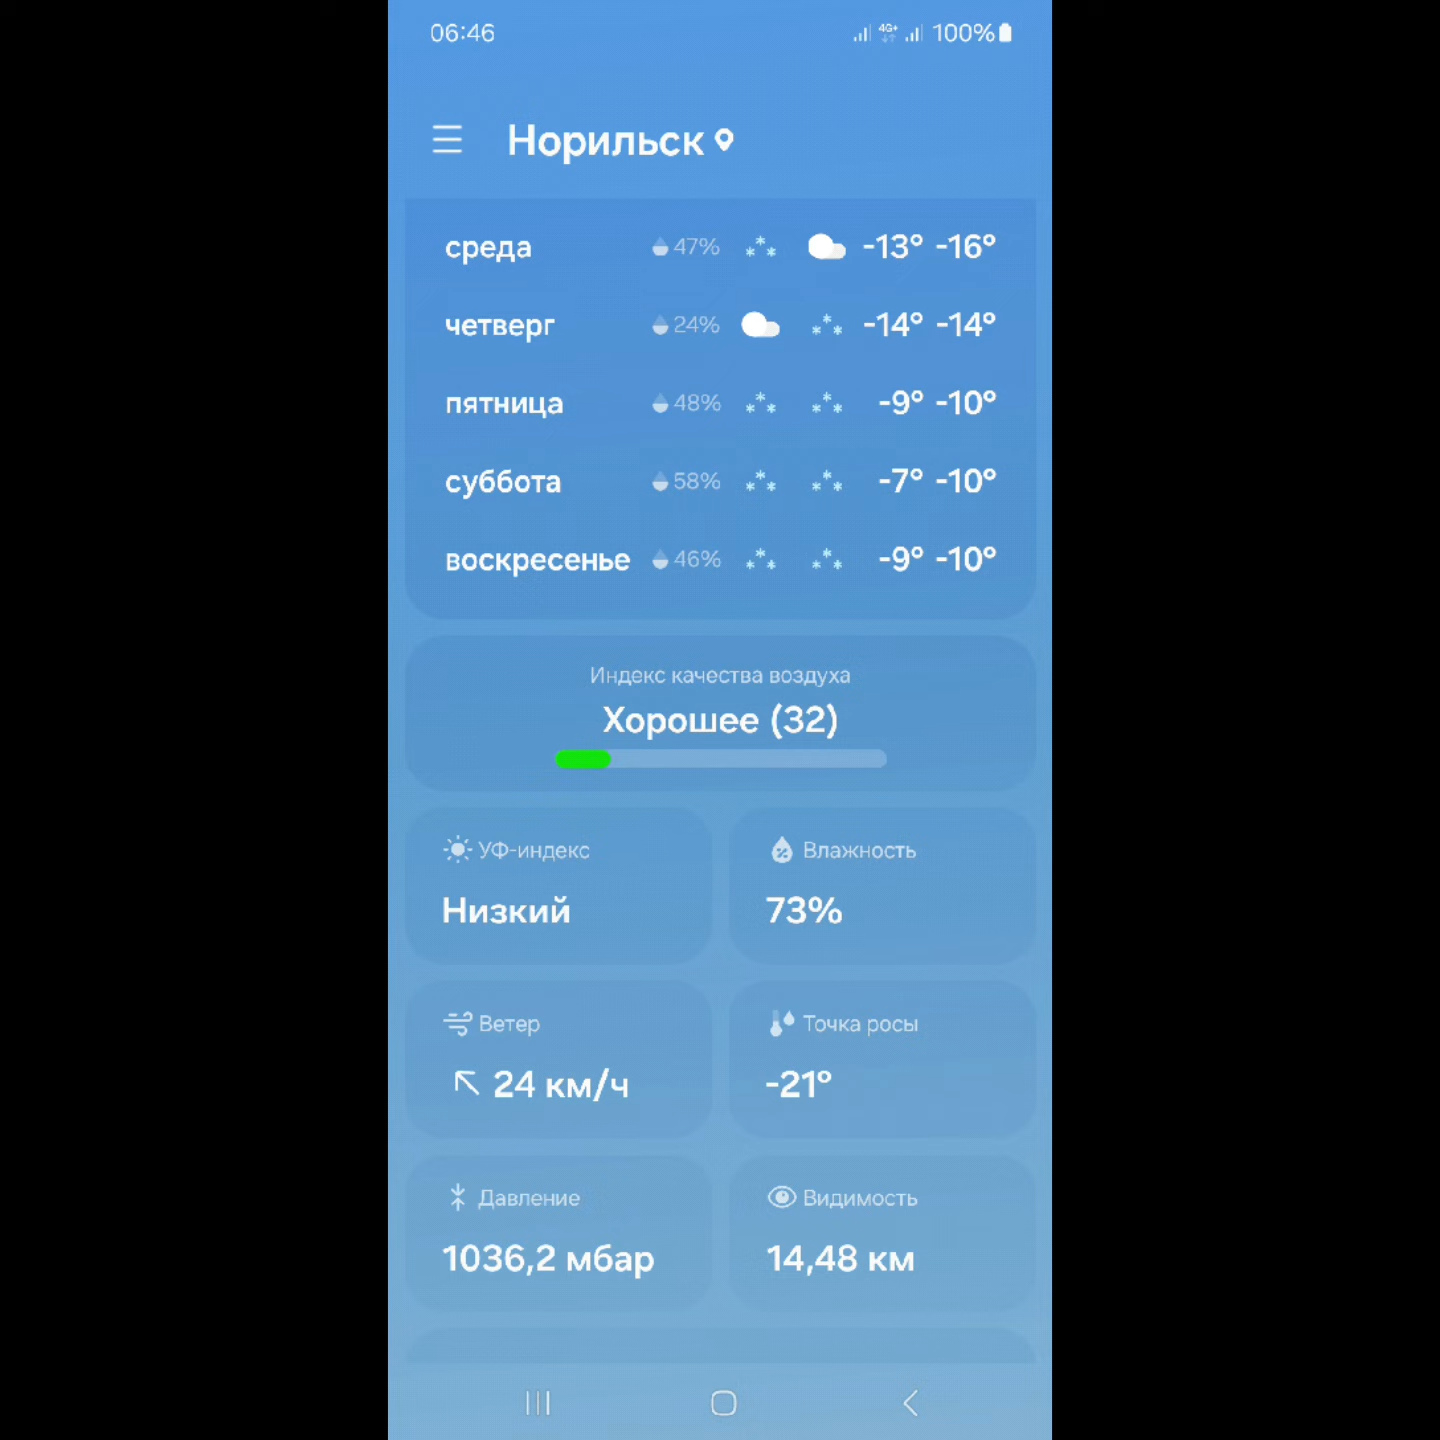 06:46 4G+ 100%
Норильск
среда 47% -13° -16°
четверг 24% -14° -14°
пятница 48% -9° -10°
суббота 58% -7° -10°
воскресенье 46% -9° -10°
Индекс качества воздуха
Хорошее (32)
УФ-индекс
Низкий
Влажность
73%
Ветер
24 км/ч
Точка росы
-21°
Давление
1036,2 мбар
Видимость
14,48 км